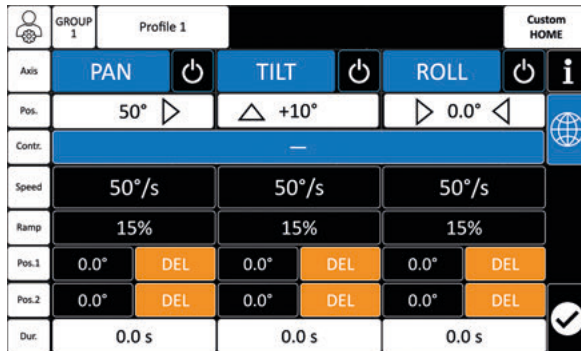 GROUP 1 Profile 1 Custom HOME
Axis PAN TILT ROLL i
Pos. 50° +10° 0.0°
Contr. —
Speed 50°/s 50°/s 50°/s
Ramp 15% 15% 15%
Pos.1 0.0° DEL 0.0° DEL 0.0° DEL
Pos.2 0.0° DEL 0.0° DEL 0.0° DEL
Dur. 0.0 s 0.0 s 0.0 s